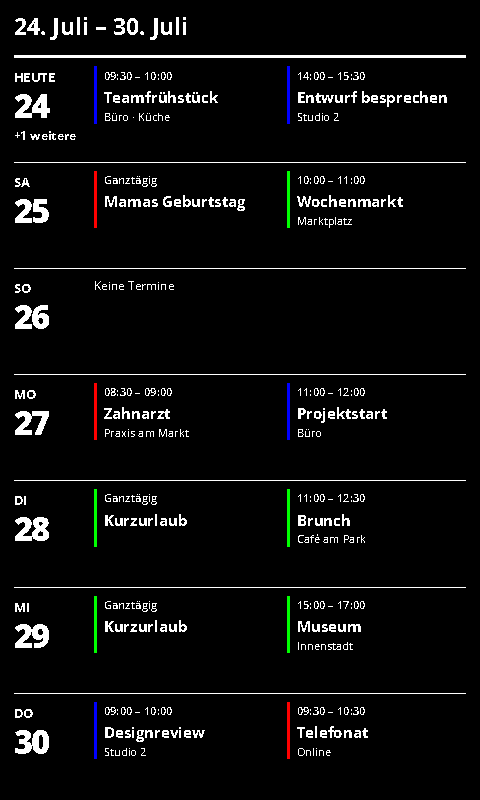 24. Juli – 30. Juli
HEUTE
24
+1 weitere
09:30 – 10:00
Teamfrühstück
Büro · Küche
14:00 – 15:30
Entwurf besprechen
Studio 2
SA
25
Ganztägig
Mamas Geburtstag
10:00 – 11:00
Wochenmarkt
Marktplatz
SO
26
Keine Termine
MO
27
08:30 – 09:00
Zahnarzt
Praxis am Markt
11:00 – 12:00
Projektstart
Büro
DI
28
Ganztägig
Kurzurlaub
11:00 – 12:30
Brunch
Café am Park
MI
29
Ganztägig
Kurzurlaub
15:00 – 17:00
Museum
Innenstadt
DO
30
09:00 – 10:00
Designreview
Studio 2
09:30 – 10:30
Telefonat
Online